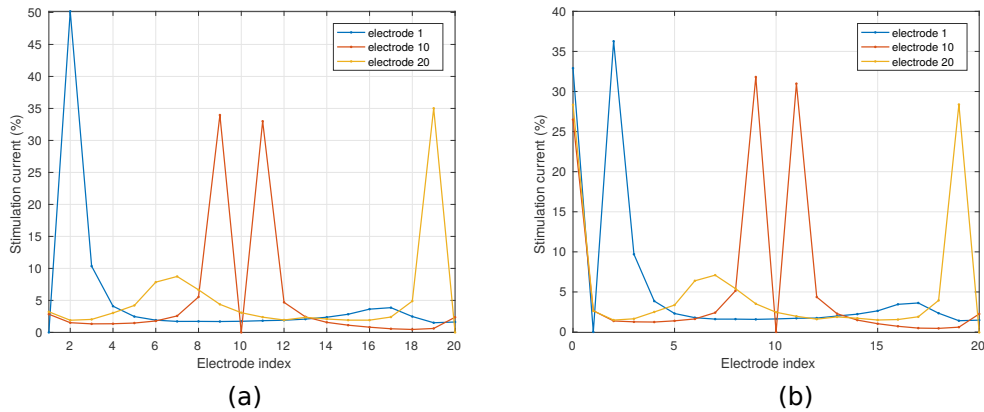 50
45
40
35
30
25
20
15
10
5
0
Stimulation current (%)
2 4 6 8 10 12 14 16 18 20
Electrode index
electrode 1
electrode 10
electrode 20
(a)
40
35
30
25
20
15
10
5
0
Stimulation current (%)
0 5 10 15 20
Electrode index
electrode 1
electrode 10
electrode 20
(b)